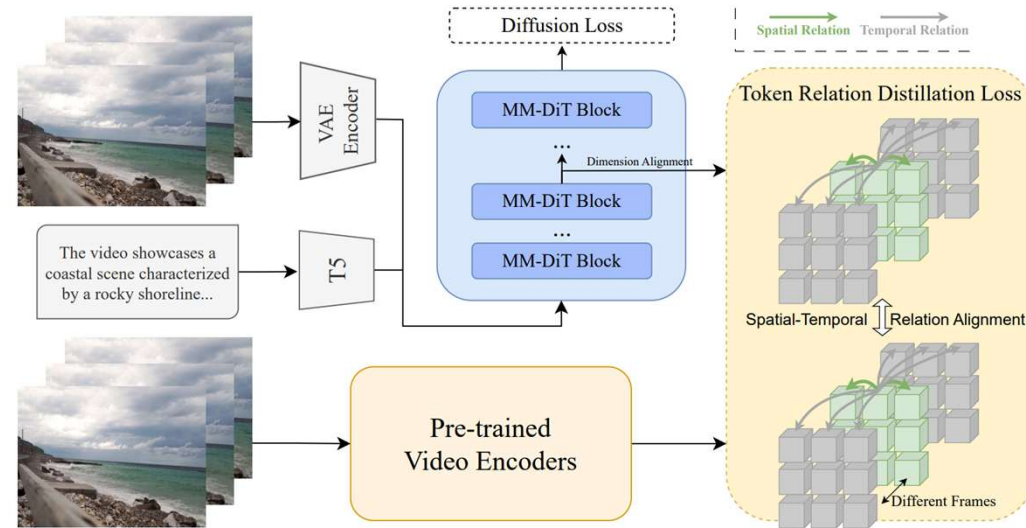 Diffusion Loss
Spatial Relation
Temporal Relation
VAE
Encoder
MM-DiT Block
...
Dimension Alignment
MM-DiT Block
...
MM-DiT Block
Token Relation Distillation Loss
The video showcases a
coastal scene characterized
by a rocky shoreline...
T5
Spatial-Temporal
Relation Alignment
Pre-trained
Video Encoders
Different Frames